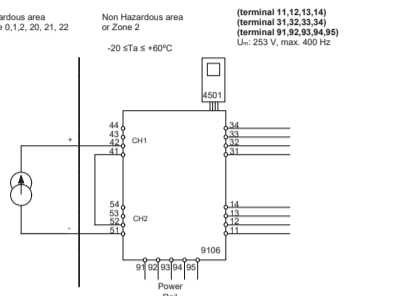 ardous area
e 0,1,2, 20, 21, 22
Non Hazardous area
or Zone 2
-20 ≤Ta ≤ +60ºC
(terminal 11,12,13,14)
(terminal 31,32,33,34)
(terminal 91,92,93,94,95)
Um: 253 V, max. 400 Hz
4501
44
43
42
41
CH1
34
33
32
31
+
54
53
52
51
CH2
14
13
12
11
-
9106
91 92 93 94 95
Power